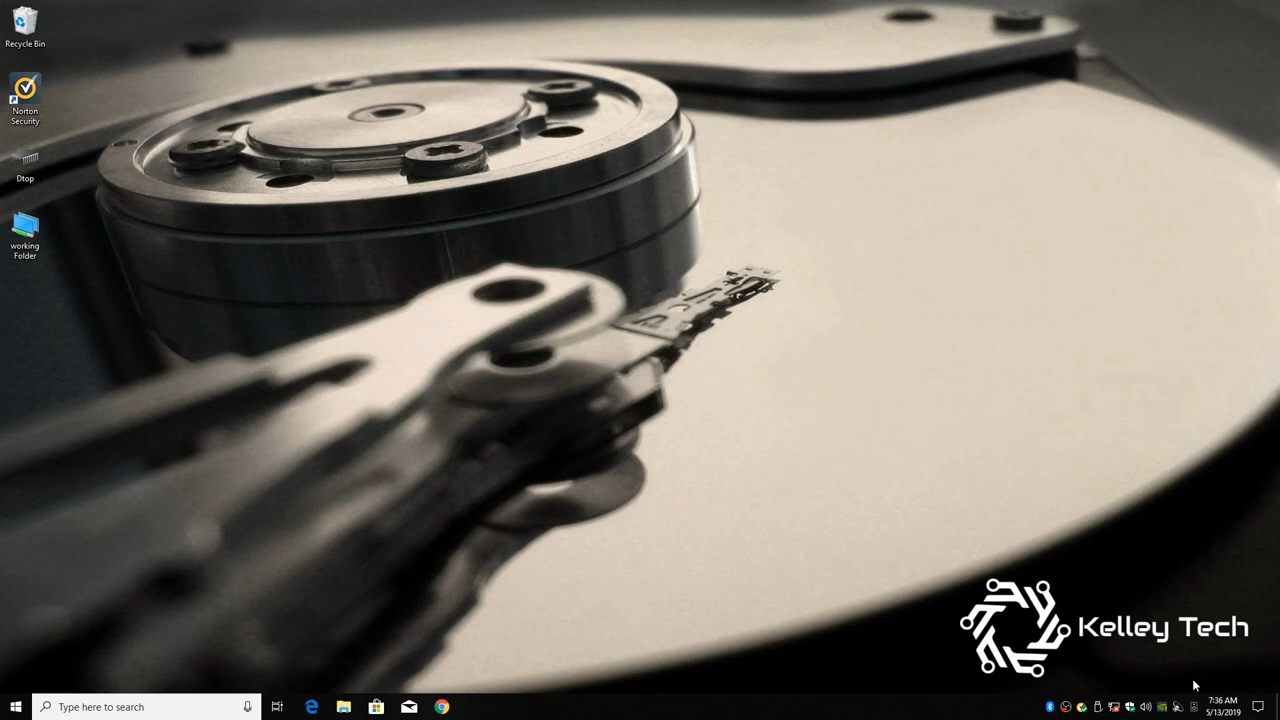 Recycle Bin
Norton
Security
Dtop
working
Folder
Kelley Tech
Type here to search
7:36 AM
5/13/2019